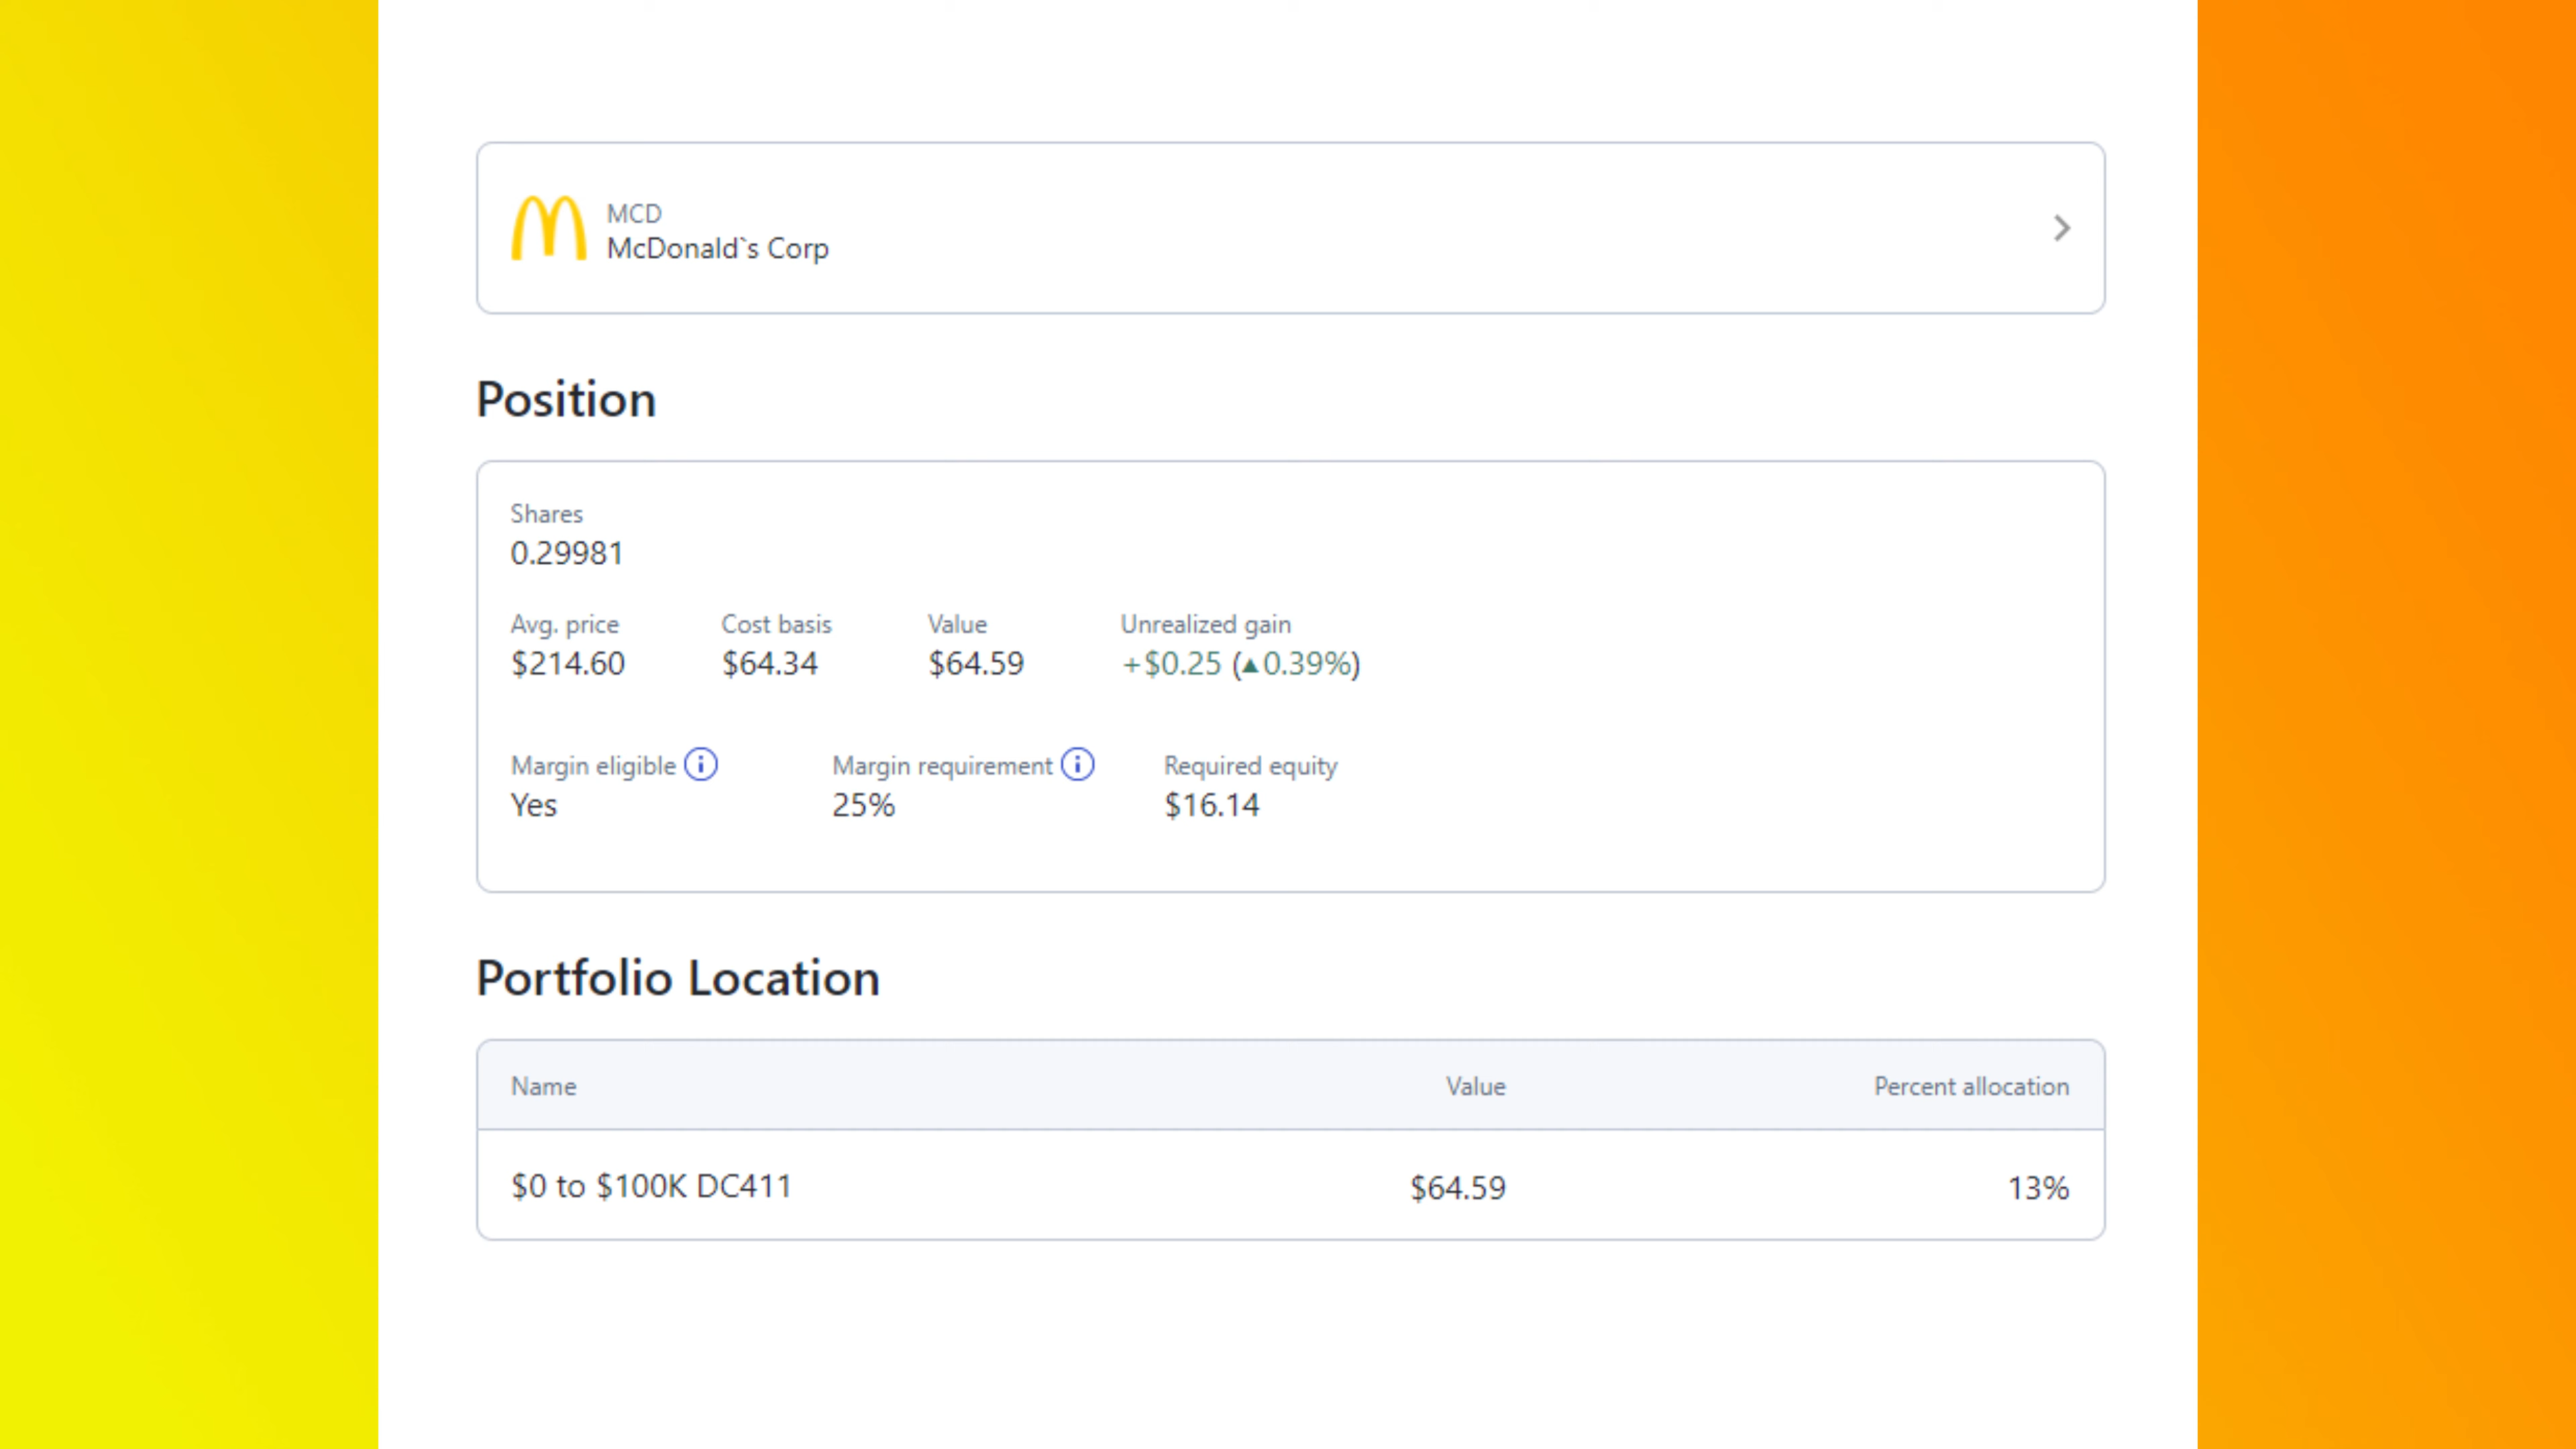 MCD
McDonald`s Corp
Position
Shares
0.29981
Avg. price Cost basis Value Unrealized gain
$214.60 $64.34 $64.59 +$0.25 (▲0.39%)
Margin eligible Margin requirement Required equity
Yes 25% $16.14
Portfolio Location
Name Value Percent allocation
$0 to $100K DC411 $64.59 13%